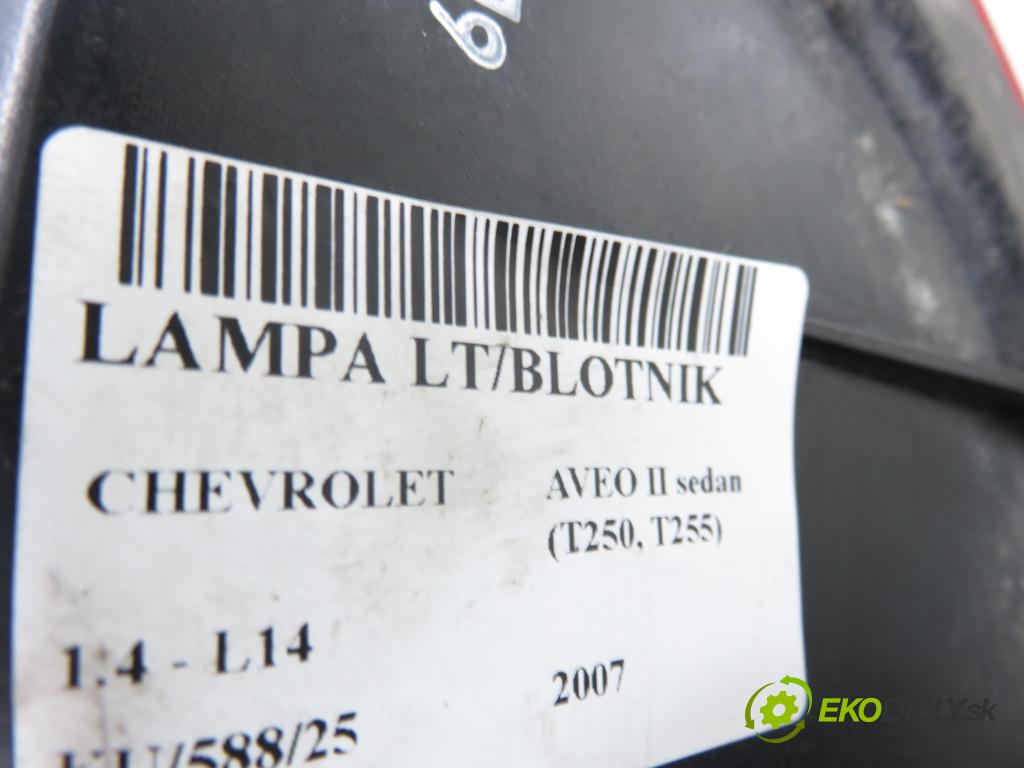 LAMPA LT/BLOTNIK
CHEVROLET
AVEO II sedan
(T250, T255)
1.4 - L14
2007
EKODIELY.sk